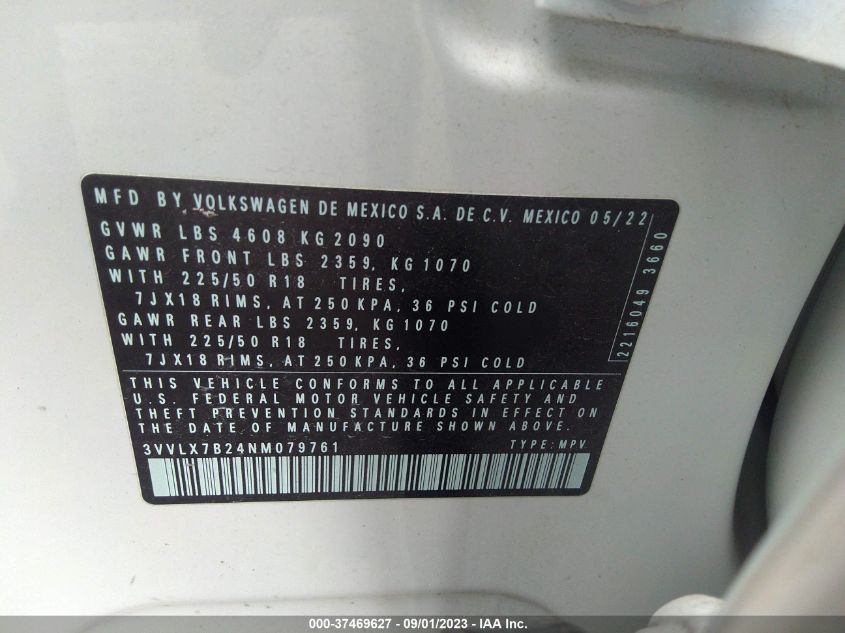 MFD BY VOLKSWAGEN DE MEXICO S.A. DE C.V. MEXICO 05/22
GVWR LBS 4608 KG 2090
GAWR FRONT LBS 2359, KG 1070
WITH 225/50 R18 TIRES,
7JX18 RIMS, AT 250 KPA, 36 PSI COLD
GAWR REAR LBS 2359, KG 1070
WITH 225/50 R18 TIRES,
7JX18 RIMS, AT 250 KPA, 36 PSI COLD
2216049 3660
THIS VEHICLE CONFORMS TO ALL APPLICABLE
U.S. FEDERAL MOTOR VEHICLE SAFETY AND
THEFT PREVENTION STANDARDS IN EFFECT ON
THE DATE OF MANUFACTURE SHOWN ABOVE.
3VVLX7B24NM079761 TYPE: MPV
000-37469627 - 09/01/2023 - IAA Inc.